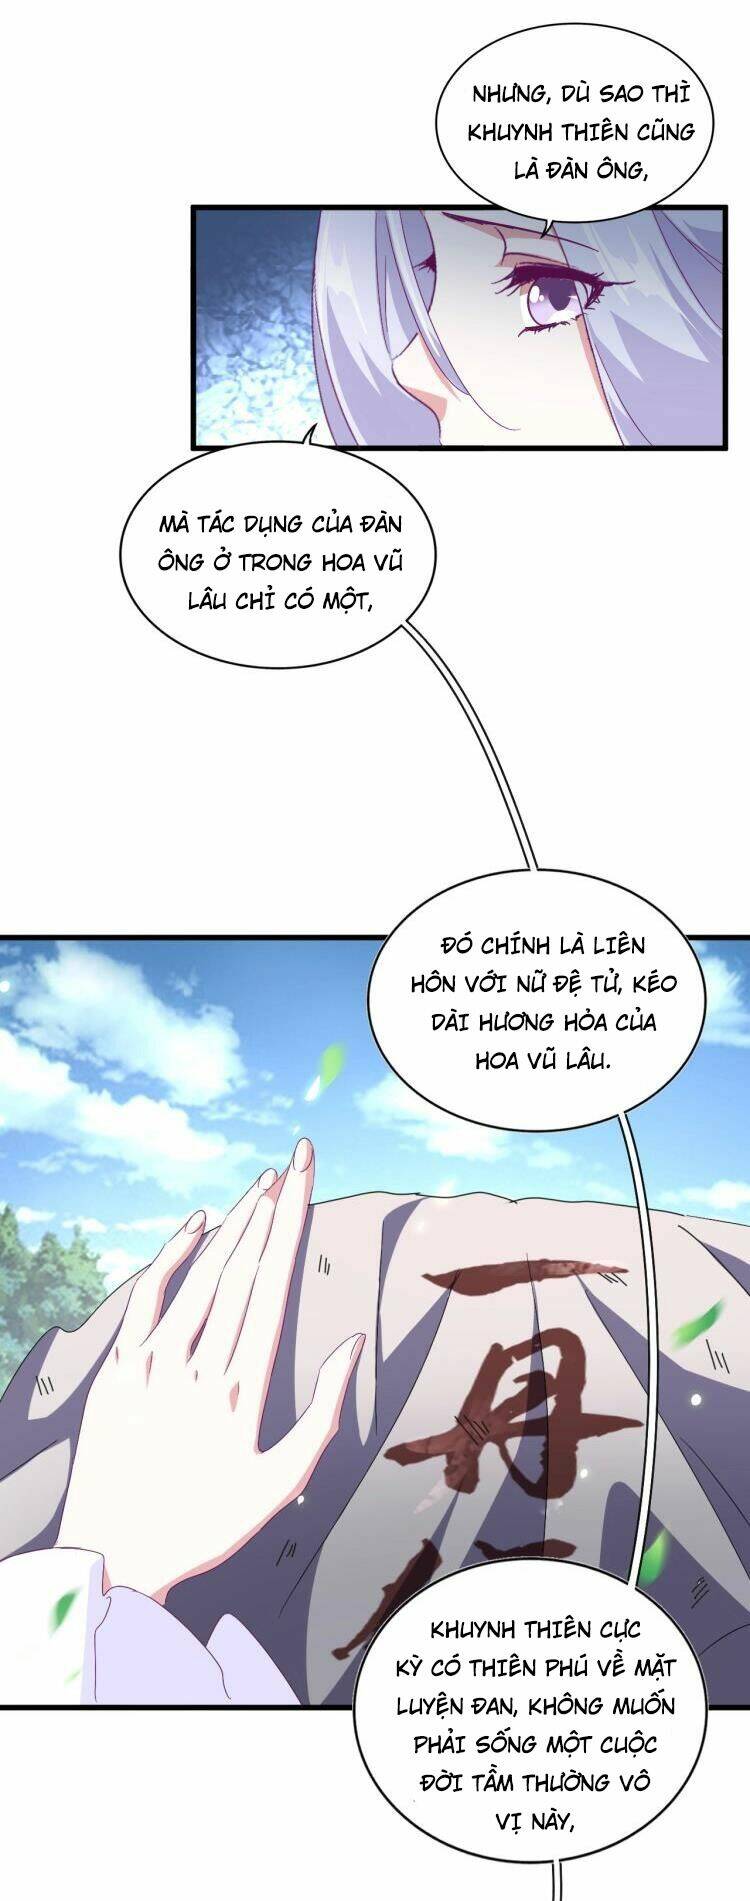 NHƯNG, DÙ SAO THÌ
KHUYNH THIÊN CŨNG
LÀ ĐÀN ÔNG,
MÀ TÁC DỤNG CỦA ĐÀN
ÔNG Ở TRONG HOA VŨ
LÂU CHỈ CÓ MỘT,
ĐÓ CHÍNH LÀ LIÊN
HÔN VỚI NỮ ĐỆ TỬ, KÉO
DÀI HƯƠNG HỎA CỦA
HOA VŨ LÂU.
一
KHUYNH THIÊN CỰC
KỲ CÓ THIÊN PHÚ VỀ MẶT
LUYỆN ĐAN, KHÔNG MUỐN
PHẢI SỐNG MỘT CUỘC
ĐỜI TẦM THƯỜNG VÔ
VỊ NÀY,